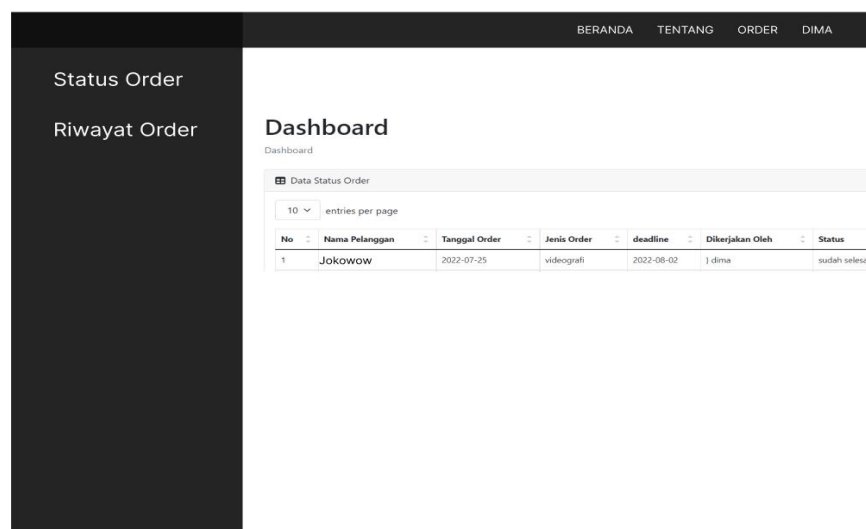 BERANDA TENTANG ORDER DIMA
Status Order
Riwayat Order
Dashboard
Dashboard
Data Status Order
10 entries per page
No Nama Pelanggan Tanggal Order Jenis Order deadline Dikerjakan Oleh Status
1 Jokowow 2022-07-25 videografi 2022-08-02 ) dima sudah selesa